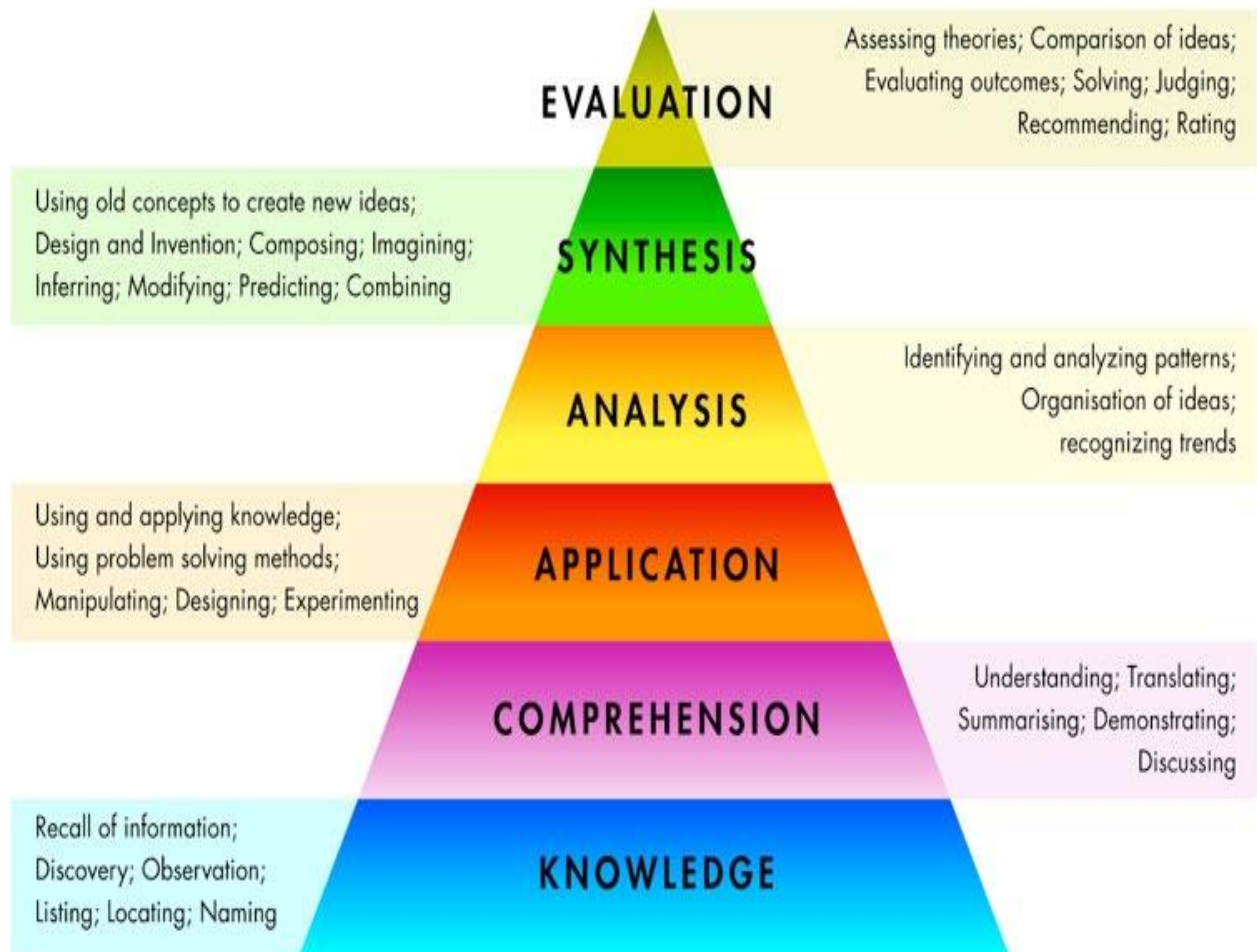 EVALUATION
Assessing theories; Comparison of ideas;
Evaluating outcomes; Solving; Judging;
Recommending; Rating
Using old concepts to create new ideas;
Design and Invention; Composing; Imagining;
Inferring; Modifying; Predicting; Combining
SYNTHESIS
ANALYSIS
Identifying and analyzing patterns;
Organisation of ideas;
recognizing trends
Using and applying knowledge;
Using problem solving methods;
Manipulating; Designing; Experimenting
APPLICATION
COMPREHENSION
Understanding; Translating;
Summarising; Demonstrating;
Discussing
Recall of information;
Discovery; Observation;
Listing; Locating; Naming
KNOWLEDGE